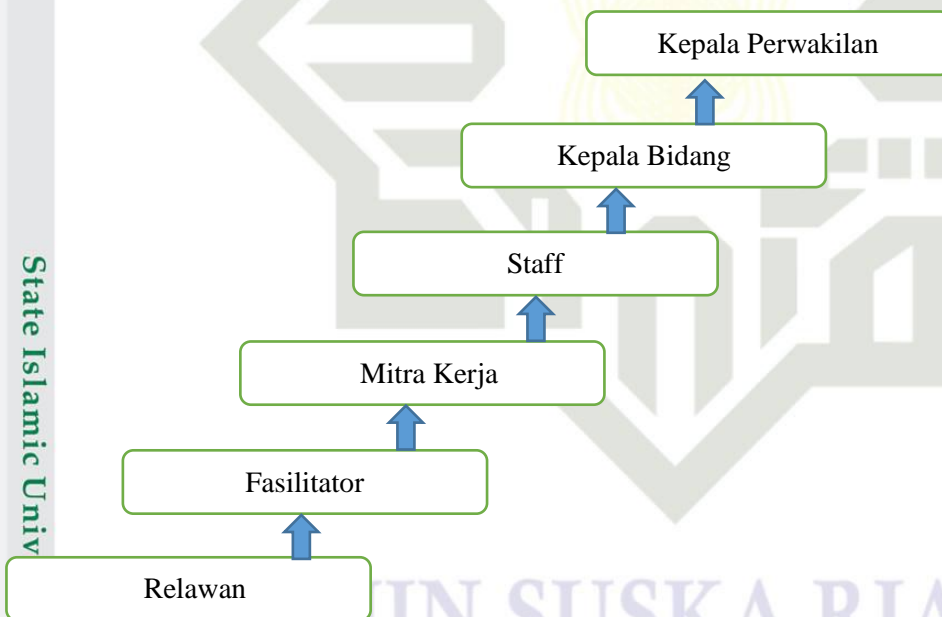 Kepala Perwakilan
Kepala Bidang
Staff
Mitra Kerja
Fasilitator
Relawan
State Islamic Univ
UIN SUSKA RIA